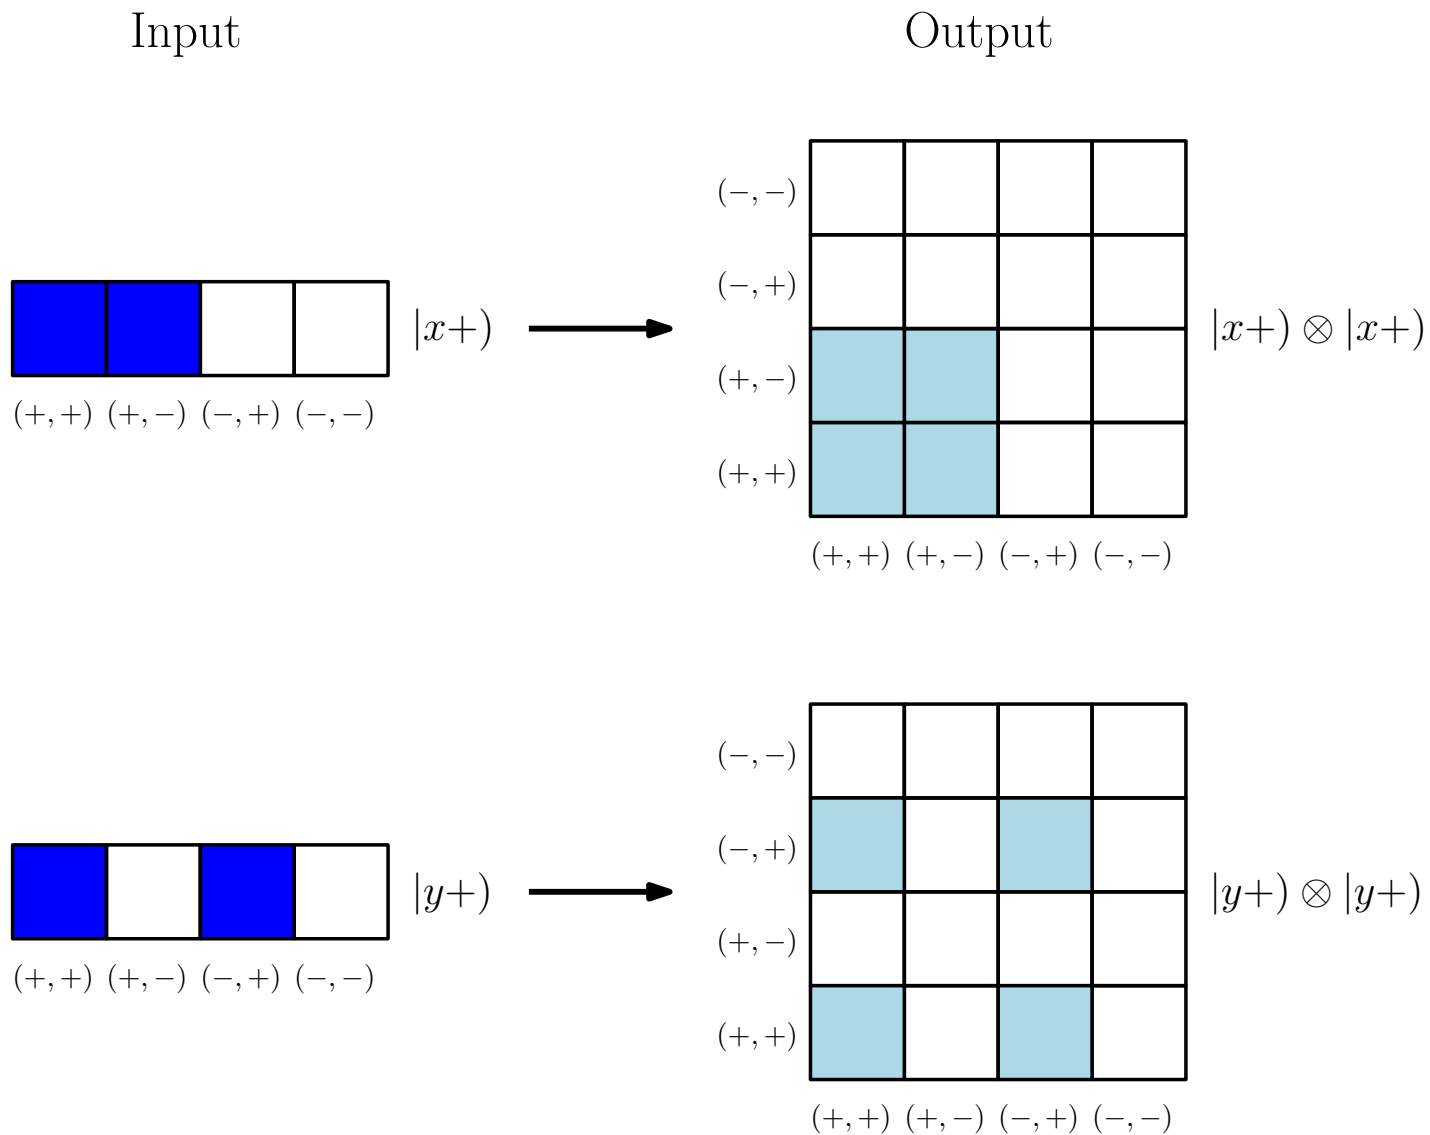 Input Output
(−, −)
(−, +)
|x+) |x+) ⊗ |x+)
(+, −)
(+, +) (+, −) (−, +) (−, −)
(+, +)
(+, +) (+, −) (−, +) (−, −)
(−, −)
(−, +)
|y+) |y+) ⊗ |y+)
(+, −)
(+, +) (+, −) (−, +) (−, −)
(+, +)
(+, +) (+, −) (−, +) (−, −)